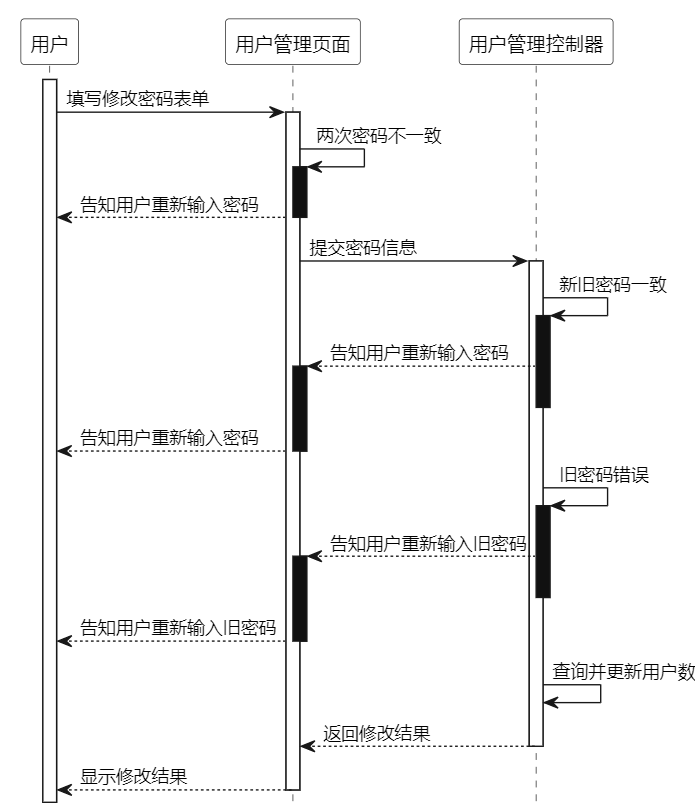 用户
用户管理页面
用户管理控制器
填写修改密码表单
两次密码不一致
告知用户重新输入密码
提交密码信息
新旧密码一致
告知用户重新输入密码
告知用户重新输入密码
旧密码错误
告知用户重新输入旧密码
告知用户重新输入旧密码
查询并更新用户数
返回修改结果
显示修改结果